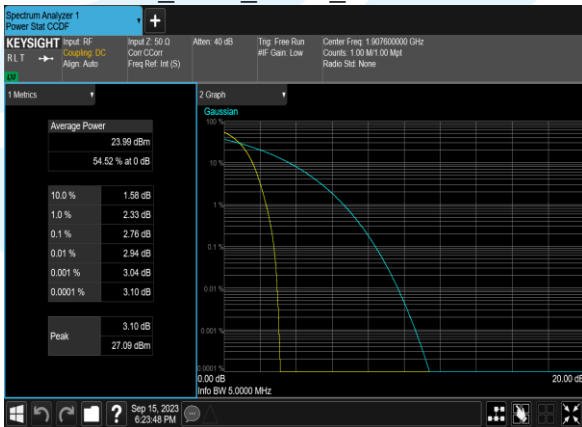 Spectrum Analyzer 1
Power Stat CCDF
+
KEYSIGHT
RLT
LV
Input: RF
Coupling: DC
Align: Auto
Input Z: 50 Ω
Corr CCorr
Freq Ref: Int (S)
Atten: 40 dB
Trig: Free Run
#IF Gain: Low
Center Freq: 1.907600000 GHz
Counts: 1.00 M/1.00 Mpt
Radio Std: None
1 Metrics
Average Power
23.99 dBm
54.52 % at 0 dB
10.0 % 1.58 dB
1.0 % 2.33 dB
0.1 % 2.76 dB
0.01 % 2.94 dB
0.001 % 3.04 dB
0.0001 % 3.10 dB
Peak
3.10 dB
27.09 dBm
2 Graph
Gaussian
100 %
10 %
1 %
0.1 %
0.01 %
0.001 %
0.0001 %
0.00 dB 20.00 dB
Info BW 5.0000 MHz
? Sep 15, 2023
6:23:48 PM